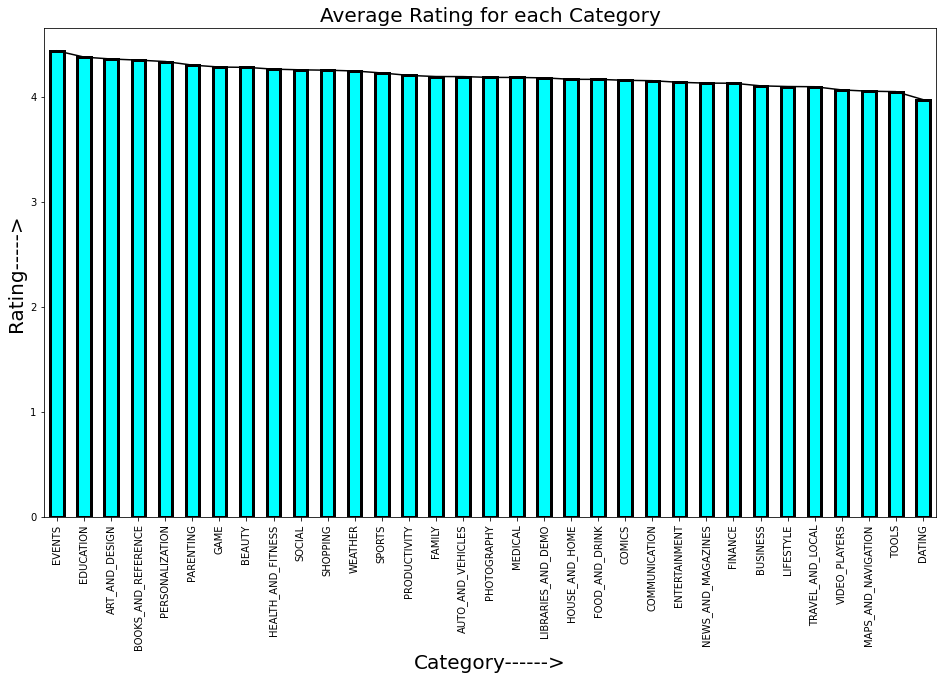 Average Rating for each Category
Rating----->
4
3
2
1
0
EVENTS
EDUCATION
ART_AND_DESIGN
BOOKS_AND_REFERENCE
PERSONALIZATION
PARENTING
GAME
BEAUTY
HEALTH_AND_FITNESS
SOCIAL
SHOPPING
WEATHER
SPORTS
PRODUCTIVITY
FAMILY
AUTO_AND_VEHICLES
PHOTOGRAPHY
MEDICAL
LIBRARIES_AND_DEMO
HOUSE_AND_HOME
FOOD_AND_DRINK
COMICS
COMMUNICATION
ENTERTAINMENT
NEWS_AND_MAGAZINES
FINANCE
BUSINESS
LIFESTYLE
TRAVEL_AND_LOCAL
VIDEO_PLAYERS
MAPS_AND_NAVIGATION
TOOLS
DATING
Category------>